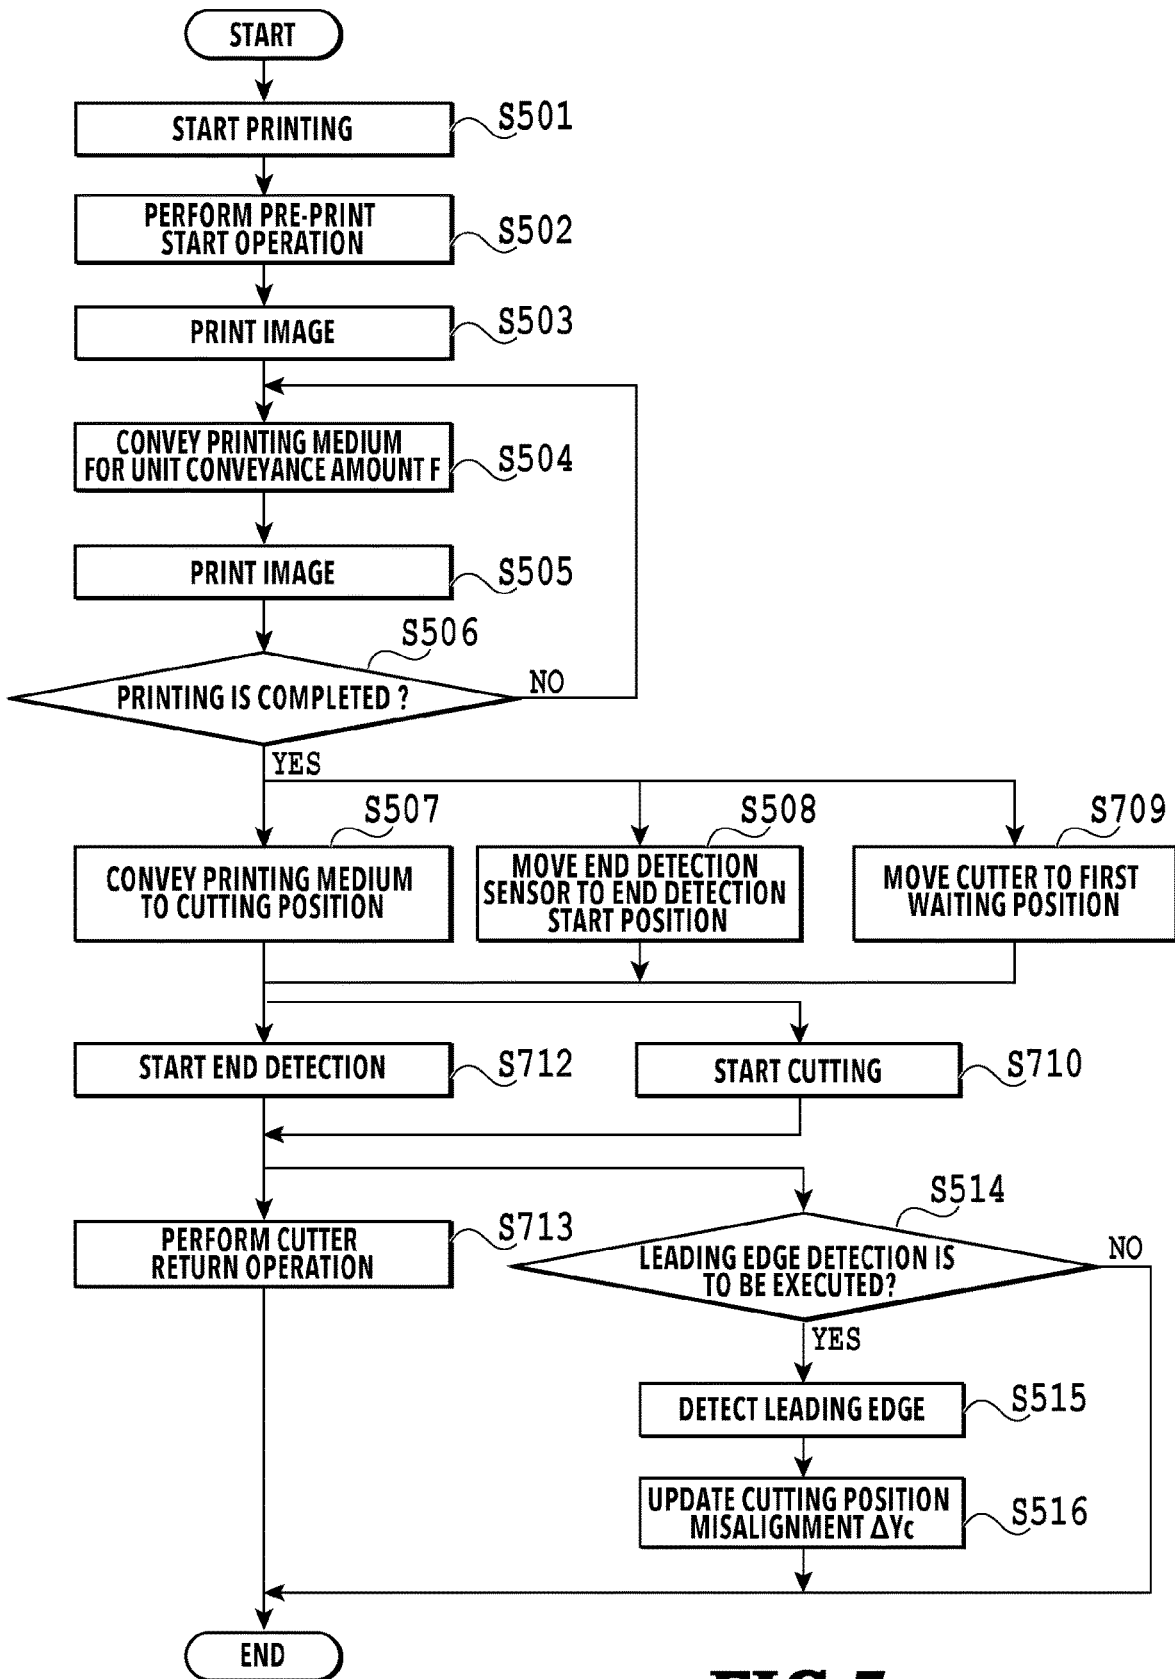 START
START PRINTING
S501
PERFORM PRE-PRINT
START OPERATION
S502
PRINT IMAGE
S503
CONVEY PRINTING MEDIUM
FOR UNIT CONVEYANCE AMOUNT F
S504
PRINT IMAGE
S505
S506
PRINTING IS COMPLETED ?
NO
YES
S507
CONVEY PRINTING MEDIUM
TO CUTTING POSITION
S508
MOVE END DETECTION
SENSOR TO END DETECTION
START POSITION
S709
MOVE CUTTER TO FIRST
WAITING POSITION
START END DETECTION
S712
START CUTTING
S710
PERFORM CUTTER
RETURN OPERATION
S713
S514
LEADING EDGE DETECTION IS
TO BE EXECUTED?
NO
YES
DETECT LEADING EDGE
S515
UPDATE CUTTING POSITION
MISALIGNMENT ΔYc
S516
END